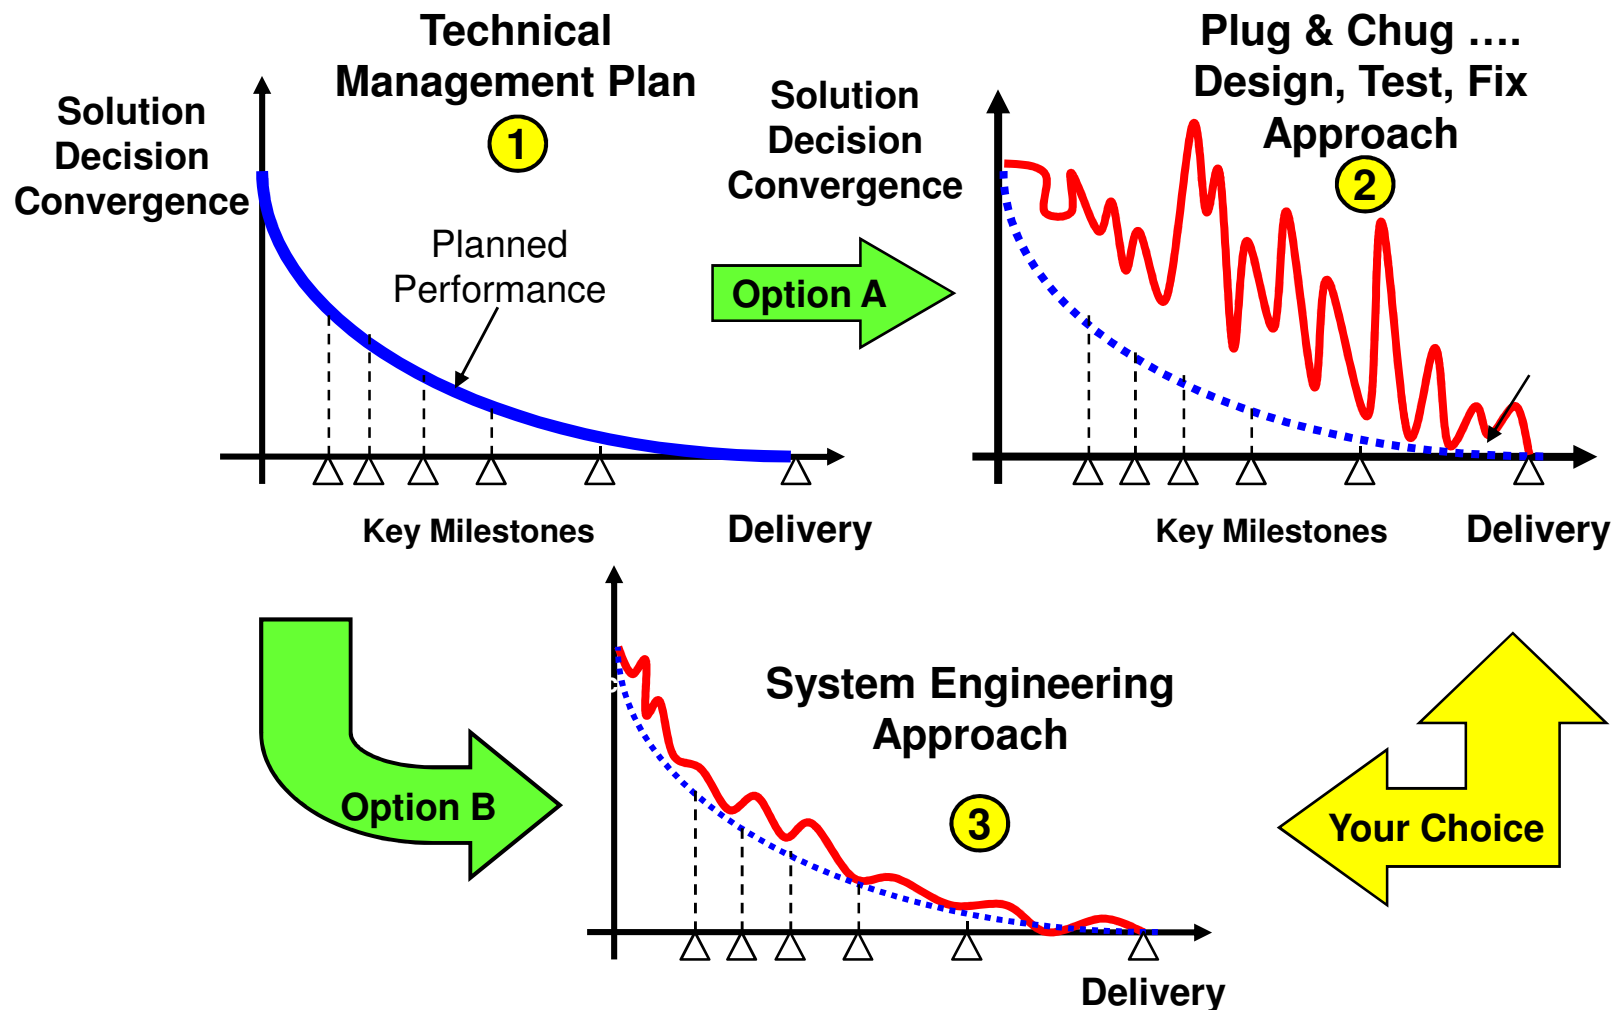 Technical
Management Plan
1
Solution
Decision
Convergence
Planned
Performance
Key Milestones
Delivery
Option A
Plug & Chug ....
Design, Test, Fix
Approach
2
Solution
Decision
Convergence
Key Milestones
Delivery
Option B
System Engineering
Approach
3
Delivery
Your Choice